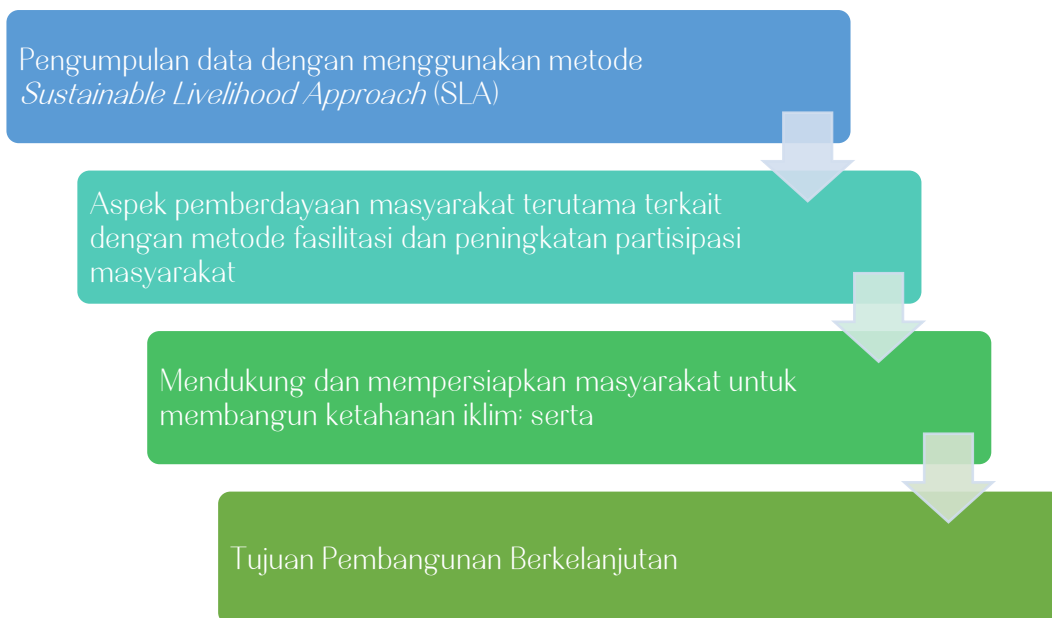 Pengumpulan data dengan menggunakan metode
Sustainable Livelihood Approach (SLA)
Aspek pemberdayaan masyarakat terutama terkait
dengan metode fasilitasi dan peningkatan partisipasi
masyarakat
Mendukung dan mempersiapkan masyarakat untuk
membangun ketahanan iklim: serta
Tujuan Pembangunan Berkelanjutan